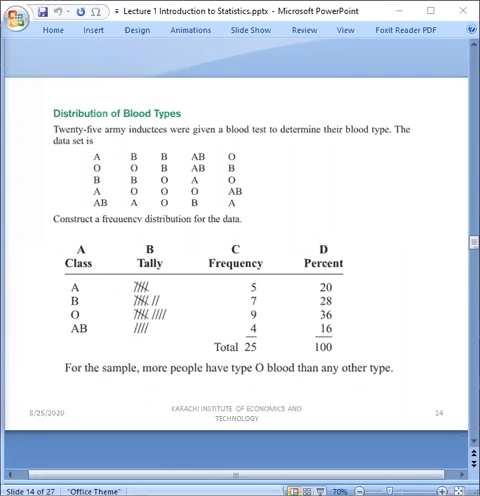 Lecture 1 Introduction to Statistics.pptx - Microsoft PowerPoint
Home Insert Design Animations Slide Show Review View Foxit Reader PDF
Distribution of Blood Types
Twenty-five army inductees were given a blood test to determine their blood type. The
data set is
A B B AB O
O O B AB B
B B O A O
A O O O AB
AB A O B A
Construct a frequency distribution for the data.
A B C D
Class Tally Frequency Percent
A 5 20
B 7 28
O 9 36
AB 4 16
Total 25 100
For the sample, more people have type O blood than any other type.
8/25/2020
KARACHI INSTITUTE OF ECONOMICS AND
TECHNOLOGY
14
Slide 14 of 27 "Office Theme" 70%